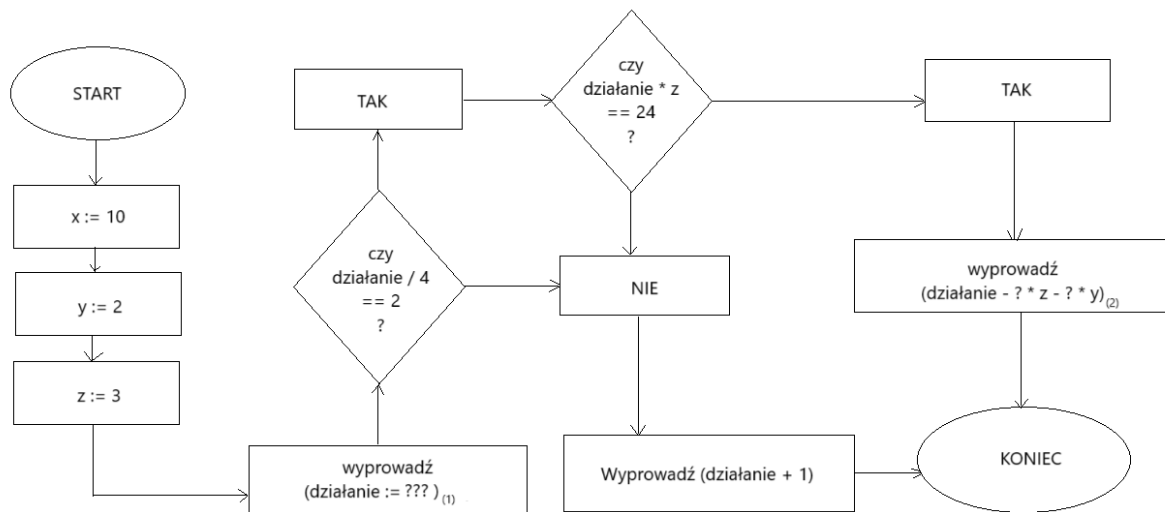 START
x := 10
y := 2
z := 3
wyprowadź
(działanie := ??? )(1)
czy
działanie / 4
== 2
?
TAK
czy
działanie * z
== 24
?
NIE
Wyprowadź (działanie + 1)
TAK
wyprowadź
(działanie - ? * z - ? * y)(2)
KONIEC